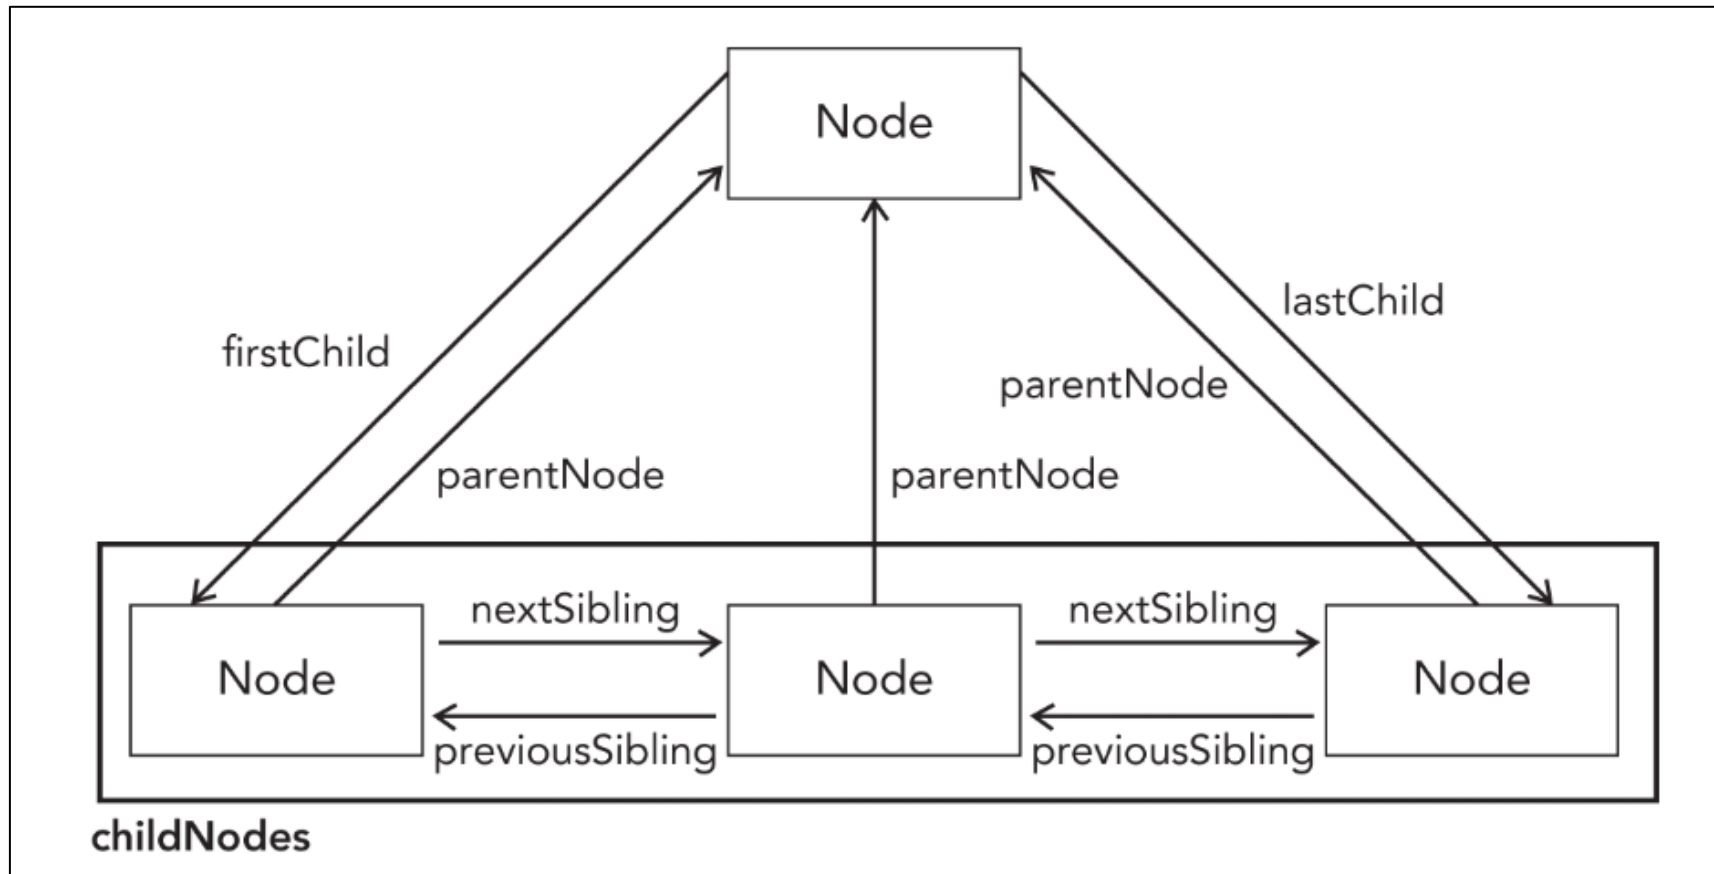 Node
lastChild
firstChild
parentNode
parentNode
parentNode
nextSibling
nextSibling
Node
Node
Node
previousSibling
previousSibling
childNodes